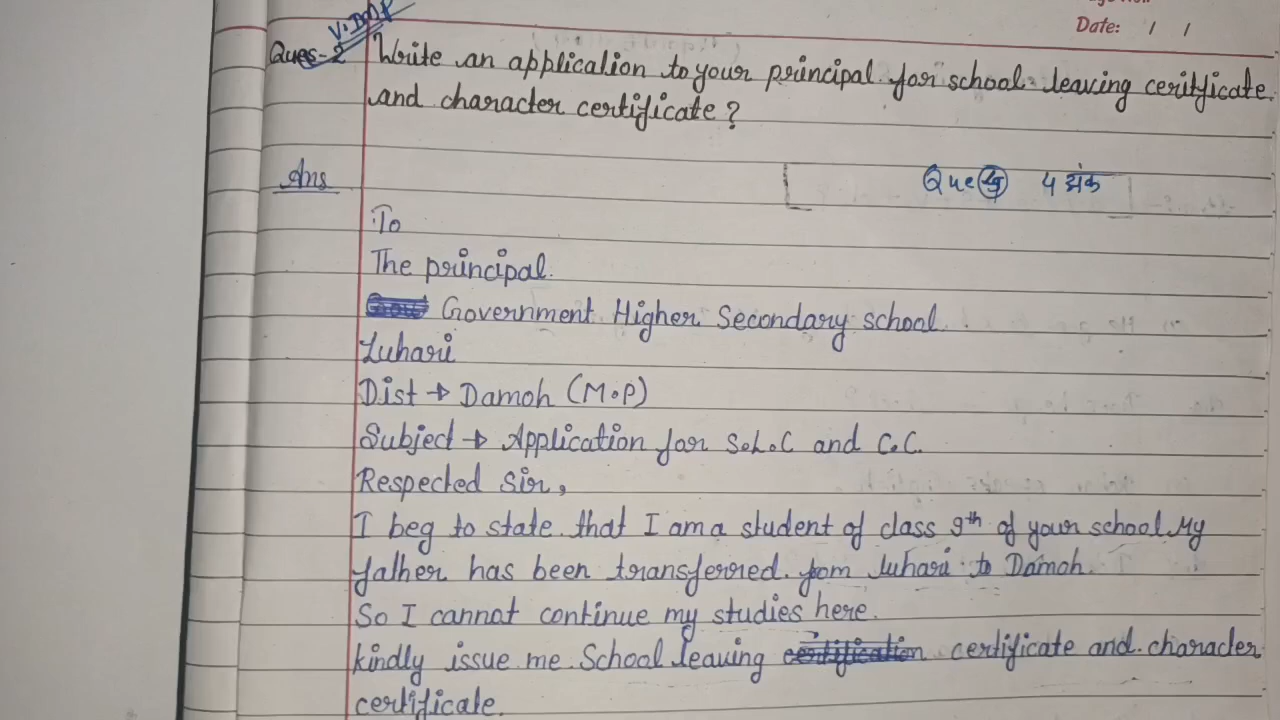 Date: / /
V.Imp
Ques-2 Write an application to your principal for school leaving ceritficate
and character certificate?
Ans
Que 4 अंक
To
The principal.
Government Higher Secondary school.
Luhari
Dist → Damoh (M.P)
Subject → Application for S.L.C and C.C.
Respected Sir,
I beg to state that I am a student of class 9th of your school. My
father has been transferred. from Luhari to Damoh.
So I cannot continue my studies here.
kindly issue me School leaving certificate and character
certificate.